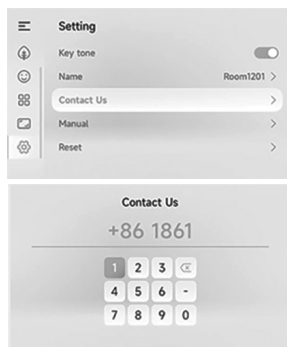 Setting
Key tone
Name Room1201 >
Contact Us >
Manual >
Reset >
Contact Us
+86 1861
1 2 3
4 5 6 -
7 8 9 0